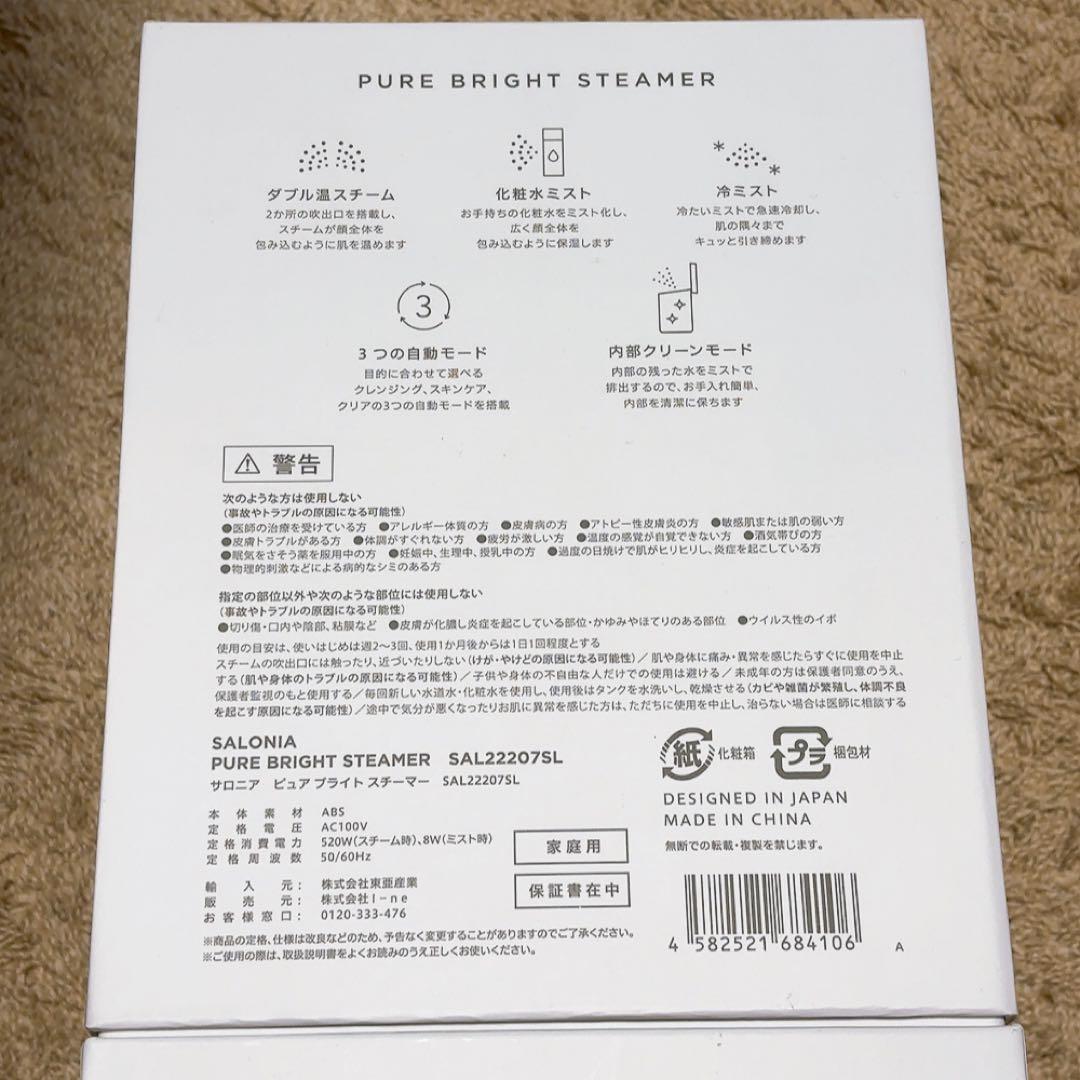 PURE BRIGHT STEAMER
ダブル温スチーム
2か所の吹出口を搭載し、
スチームが顔全体を
包み込むように肌を温めます
化粧水ミスト
お手持ちの化粧水をミスト化し、
広く顔全体を
包み込むように保湿します
冷ミスト
冷たいミストで急速冷却し、
肌の隅々まで
キュッと引き締めます
3
3つの自動モード
目的に合わせて選べる
クレンジング、スキンケア、
クリアの3つの自動モードを搭載
内部クリーンモード
内部の残った水をミストで
排出するので、お手入れ簡単、
内部を清潔に保ちます
警告
次のような方は使用しない
(事故やトラブルの原因になる可能性)
●医師の治療を受けている方 ●アレルギー体質の方 ●皮膚病の方 ●アトピー性皮膚炎の方 ●敏感肌または肌の弱い方
●皮膚トラブルがある方 ●体調がすぐれない方 ●疲労が激しい方 ●温度の感覚が自覚できない方 ●酒気帯びの方
●眠気をさそう薬を服用中の方 ●妊娠中、生理中、授乳中の方 ●過度の日焼けで肌がヒリヒリし、炎症を起こしている方
●物理的刺激などによる病的なシミのある方
指定の部位以外や次のような部位には使用しない
(事故やトラブルの原因になる可能性)
●切り傷・口内や陰部、粘膜など ●皮膚が化膿し炎症を起こしている部位・かゆみやほてりのある部位 ●ウイルス性のイボ
使用の目安は、使いはじめは週2〜3回、使用1か月後からは1日1回程度とする
スチームの吹出口には触ったり、近づいたりしない(けが・やけどの原因になる可能性)/肌や身体に痛み・異常を感じたらすぐに使用を中止
する(肌や身体のトラブルの原因になる可能性)/子供や身体の不自由な人だけでの使用は避ける/未成年の方は保護者同意のうえ、
保護者監視のもと使用する/毎回新しい水道水・化粧水を使用し、使用後はタンクを水洗いし、乾燥させる(カビや雑菌が繁殖し、体調不良
を起こす原因になる可能性)/途中で気分が悪くなったりお肌に異常を感じた方は、ただちに使用を中止し、治らない場合は医師に相談する
SALONIA
PURE BRIGHT STEAMER SAL22207SL
サロニア ピュア ブライト スチーマー SAL22207SL
本体素材 ABS
定格電圧 AC100V
定格消費電力 520W(スチーム時)、8W(ミスト時)
定格周波数 50/60Hz
輸入元: 株式会社東亜産業
販売元: 株式会社I-ne
お客様窓口: 0120-333-476
家庭用
保証書在中
※商品の定格、仕様は改良などのため、予告なく変更することがありますのでご了承ください。
※ご使用の際は、取扱説明書をよくお読みのうえ正しくお使いください。
紙 化粧箱 プラ 梱包材
DESIGNED IN JAPAN
MADE IN CHINA
無断での転載・複製を禁じます。
4 582521 684106 A